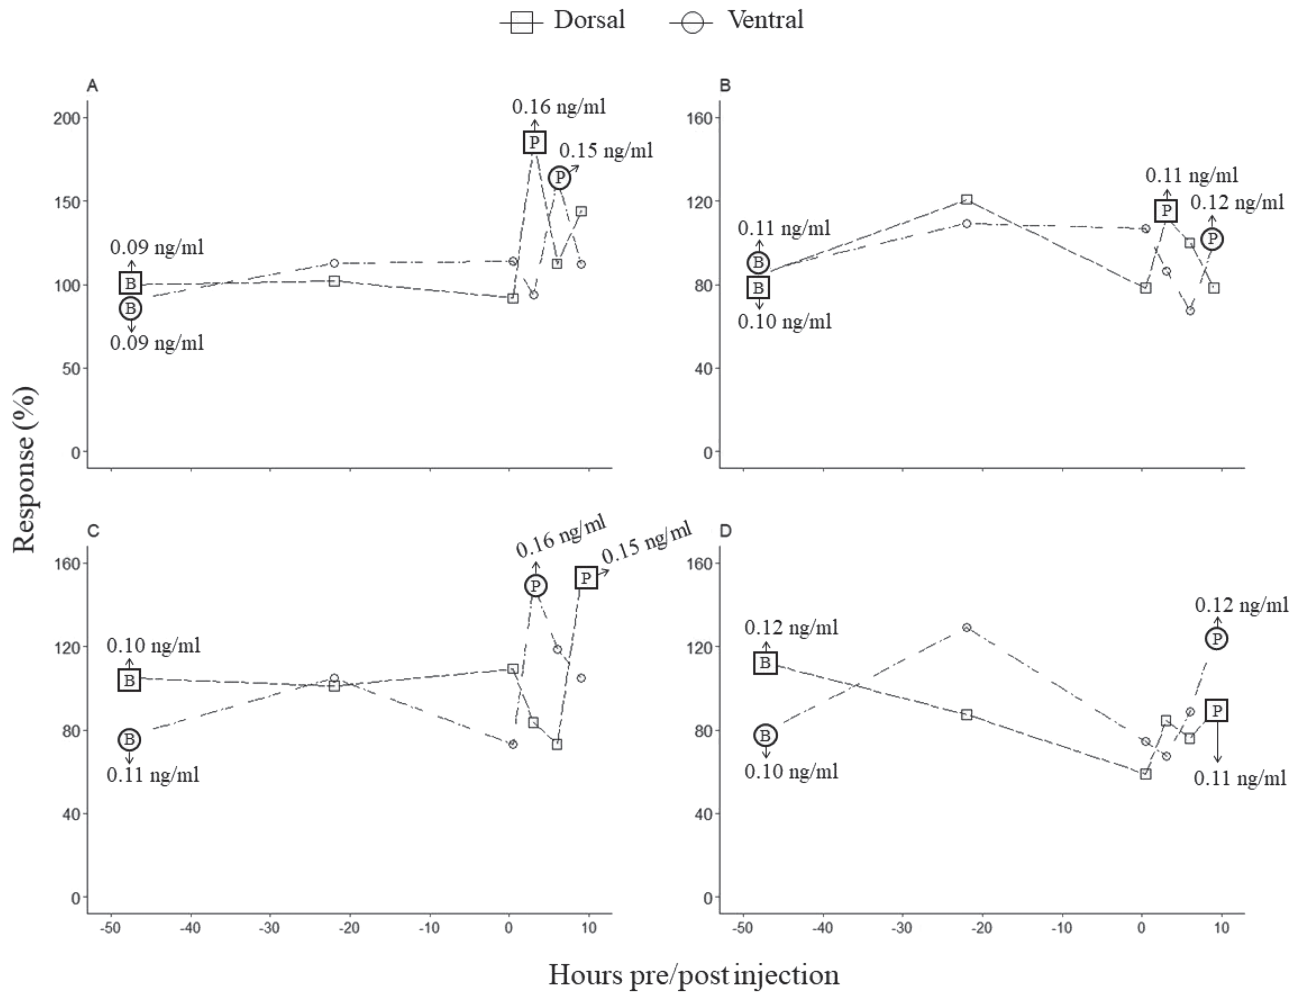 Dorsal
Ventral
A
200
150
100
50
0
0.09 ng/ml
B
B
0.09 ng/ml
0.16 ng/ml
P
0.15 ng/ml
P
B
160
120
80
40
0
0.11 ng/ml
B
B
0.10 ng/ml
0.11 ng/ml
P
0.12 ng/ml
P
Response (%)
C
160
120
80
40
0
0.10 ng/ml
B
B
0.11 ng/ml
0.16 ng/ml
P
0.15 ng/ml
P
-50 -40 -30 -20 -10 0 10
D
160
120
80
40
0
0.12 ng/ml
B
B
0.10 ng/ml
0.12 ng/ml
P
P
0.11 ng/ml
-50 -40 -30 -20 -10 0 10
Hours pre/post injection